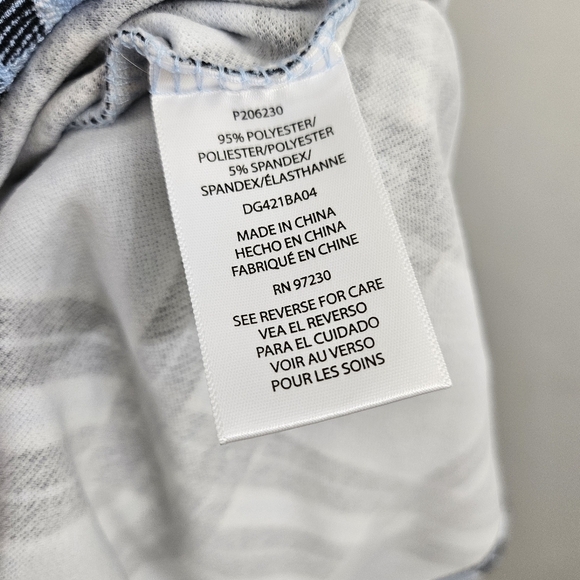 P206230
95% POLYESTER/
POLIESTER/POLYESTER
5% SPANDEX/
SPANDEX/ÉLASTHANNE
DG421BA04
MADE IN CHINA
HECHO EN CHINA
FABRIQUÉ EN CHINE
RN 97230
SEE REVERSE FOR CARE
VEA EL REVERSO
PARA EL CUIDADO
VOIR AU VERSO
POUR LES SOINS